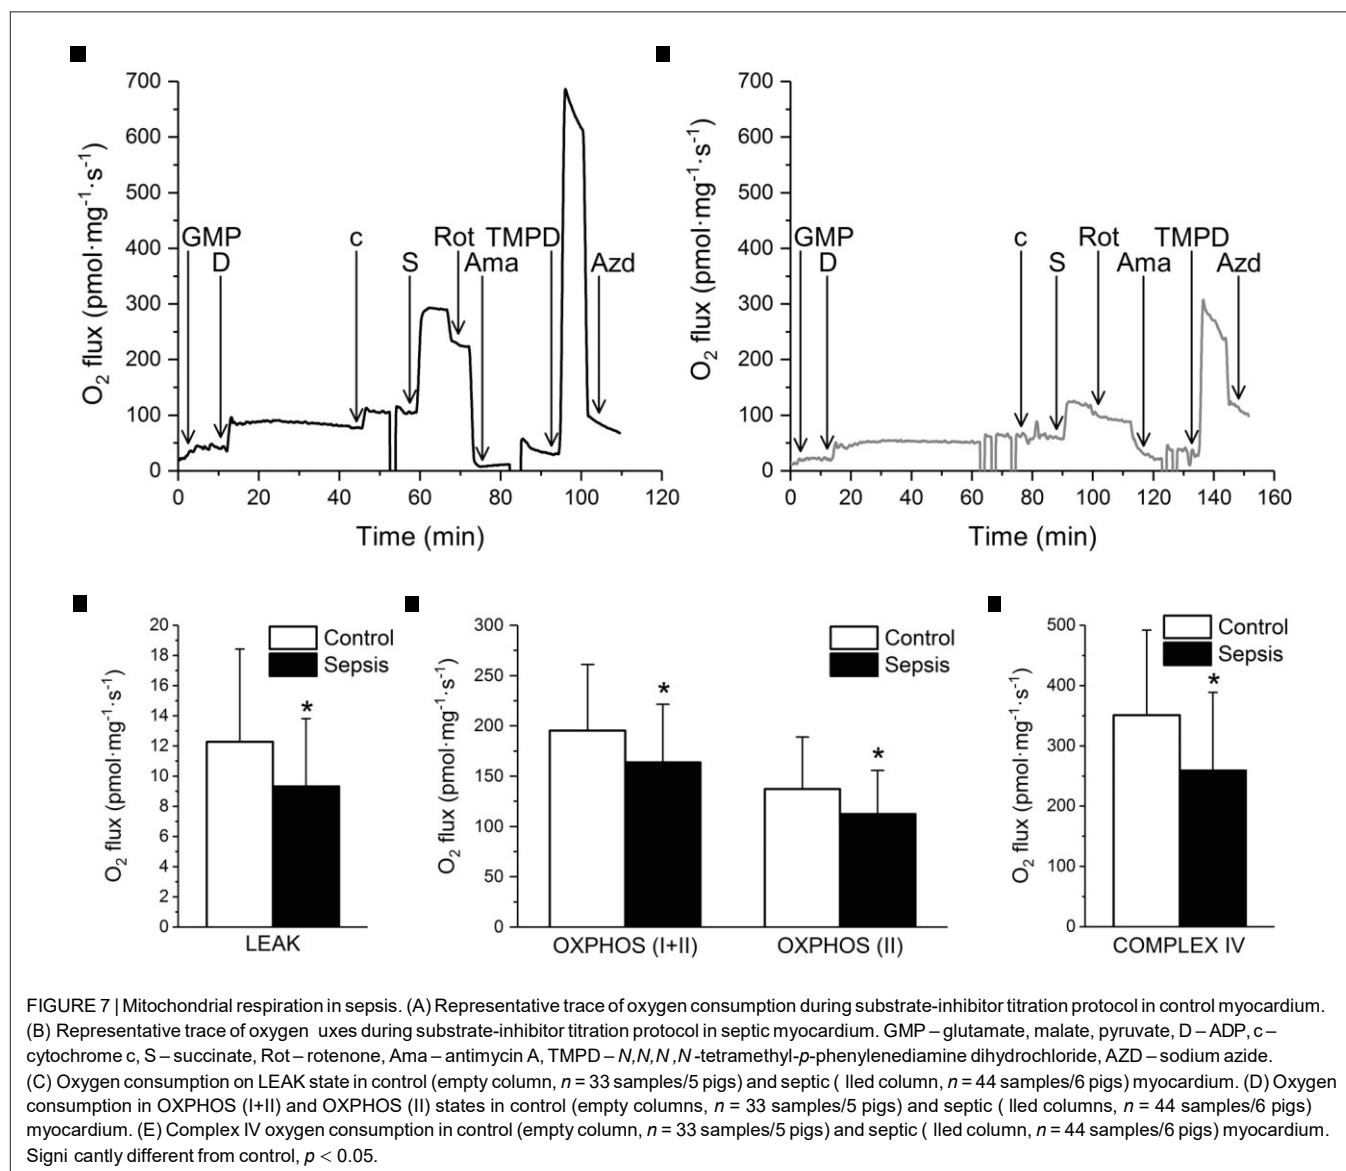 700
600
500
400
300
200
100
0
O2 flux (pmol·mg-1·s-1)
GMP
D
c
S
Rot
Ama
TMPD
Azd
0 20 40 60 80 100 120
Time (min)
700
600
500
400
300
200
100
0
O2 flux (pmol·mg-1·s-1)
GMP
D
c
S
Rot
Ama
TMPD
Azd
0 20 40 60 80 100 120 140 160
Time (min)
20
18
16
14
12
10
8
6
4
2
0
O2 flux (pmol·mg-1·s-1)
Control
Sepsis
*
LEAK
300
250
200
150
100
50
0
O2 flux (pmol·mg-1·s-1)
Control
Sepsis
*
*
OXPHOS (I+II) OXPHOS (II)
500
400
300
200
100
0
O2 flux (pmol·mg-1·s-1)
Control
Sepsis
*
COMPLEX IV
FIGURE 7 | Mitochondrial respiration in sepsis. (A) Representative trace of oxygen consumption during substrate-inhibitor titration protocol in control myocardium.
(B) Representative trace of oxygen uxes during substrate-inhibitor titration protocol in septic myocardium. GMP – glutamate, malate, pyruvate, D – ADP, c –
cytochrome c, S – succinate, Rot – rotenone, Ama – antimycin A, TMPD – N,N,N ,N -tetramethyl-p-phenylenediamine dihydrochloride, AZD – sodium azide.
(C) Oxygen consumption on LEAK state in control (empty column, n = 33 samples/5 pigs) and septic ( lled column, n = 44 samples/6 pigs) myocardium. (D) Oxygen
consumption in OXPHOS (I+II) and OXPHOS (II) states in control (empty columns, n = 33 samples/5 pigs) and septic ( lled columns, n = 44 samples/6 pigs)
myocardium. (E) Complex IV oxygen consumption in control (empty column, n = 33 samples/5 pigs) and septic ( lled column, n = 44 samples/6 pigs) myocardium.
Signi cantly different from control, p < 0.05.